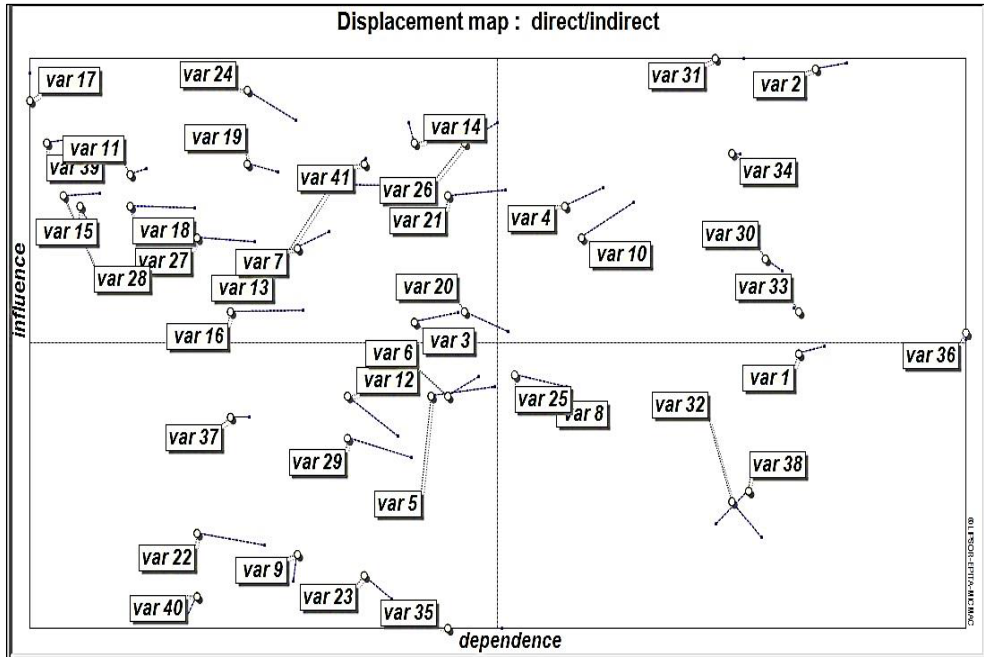 Displacement map : direct/indirect
var 17
var 24
var 31
var 2
var 11
var 39
var 19
var 14
var 41
var 26
var 34
var 15
var 18
var 21
var 4
var 10
var 27
var 7
var 28
var 13
var 30
var 20
var 33
var 16
var 3
var 6
var 36
var 12
var 1
var 25
var 8
var 32
var 37
var 29
var 38
var 5
var 22
var 9
var 23
var 40
var 35
influence
dependence
© LIPSOR-EPITA-MICMAC